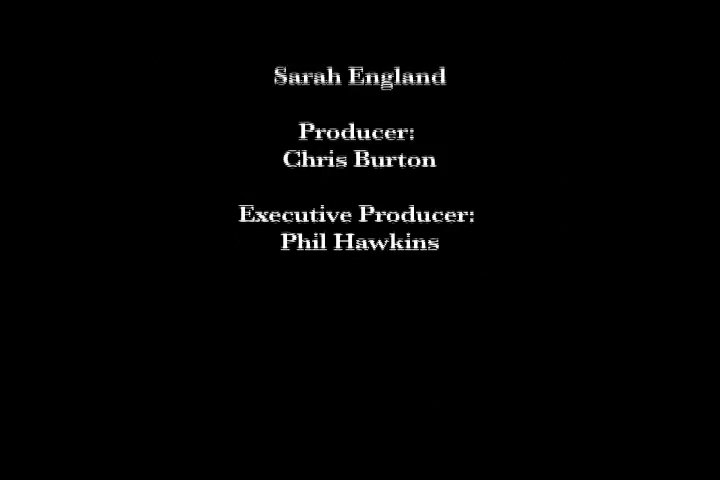 Sarah England
Producer:
Chris Burton
Executive Producer:
Phil Hawkins